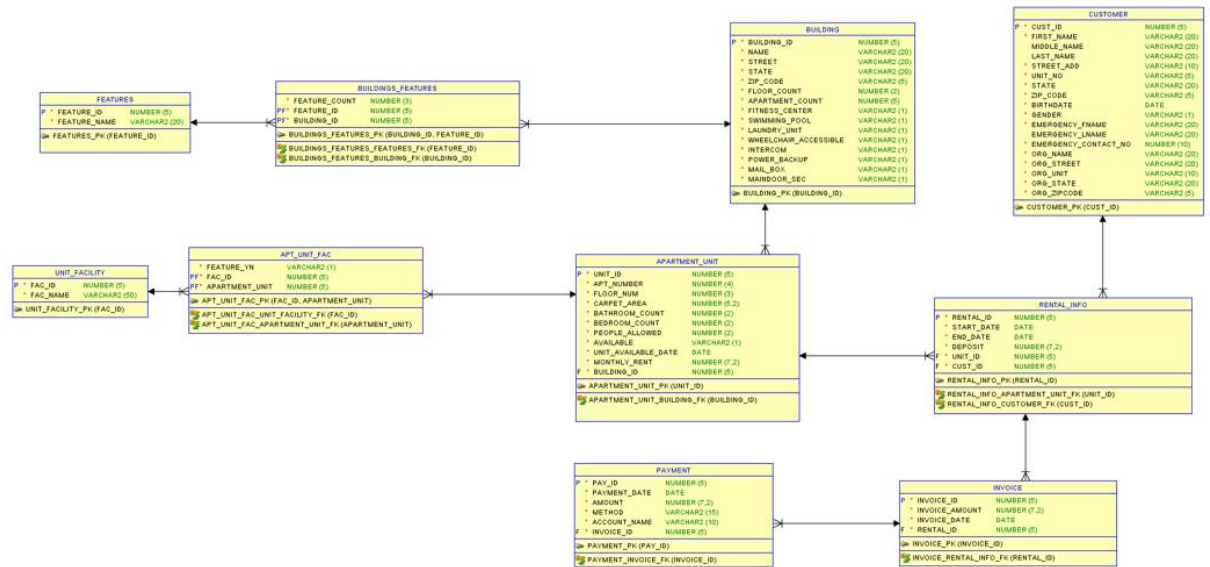 FEATURES
P * FEATURE_ID NUMBER (5)
* FEATURE_NAME VARCHAR2 (20)
FEATURES_PK (FEATURE_ID)
BUILDINGS_FEATURES
* FEATURE_COUNT NUMBER (3)
PF* FEATURE_ID NUMBER (5)
PF* BUILDING_ID NUMBER (5)
BUILDINGS_FEATURES_PK (BUILDING_ID, FEATURE_ID)
BUILDINGS_FEATURES_FEATURES_FK (FEATURE_ID)
BUILDINGS_FEATURES_BUILDING_FK (BUILDING_ID)
BUILDING
P * BUILDING_ID NUMBER (5)
* NAME VARCHAR2 (20)
* STREET VARCHAR2 (20)
* STATE VARCHAR2 (20)
* ZIP_CODE VARCHAR2 (5)
* FLOOR_COUNT NUMBER (2)
* APARTMENT_COUNT NUMBER (5)
* FITNESS_CENTER VARCHAR2 (1)
* SWIMMING_POOL VARCHAR2 (1)
* LAUNDRY_UNIT VARCHAR2 (1)
* WHEELCHAIR_ACCESSIBLE VARCHAR2 (1)
* INTERCOM VARCHAR2 (1)
* POWER_BACKUP VARCHAR2 (1)
* MAIL_BOX VARCHAR2 (1)
* MAINDOOR_SEC VARCHAR2 (1)
BUILDING_PK (BUILDING_ID)
CUSTOMER
P * CUST_ID NUMBER (5)
* FIRST_NAME VARCHAR2 (20)
MIDDLE_NAME VARCHAR2 (20)
LAST_NAME VARCHAR2 (20)
* STREET_ADD VARCHAR2 (10)
* UNIT_NO VARCHAR2 (5)
* STATE VARCHAR2 (20)
* ZIP_CODE VARCHAR2 (5)
* BIRTHDATE DATE
* GENDER VARCHAR2 (1)
* EMERGENCY_FNAME VARCHAR2 (20)
EMERGENCY_LNAME VARCHAR2 (20)
* EMERGENCY_CONTACT_NO NUMBER (10)
* ORG_NAME VARCHAR2 (20)
* ORG_STREET VARCHAR2 (20)
* ORG_UNIT VARCHAR2 (10)
* ORG_STATE VARCHAR2 (20)
* ORG_ZIPCODE VARCHAR2 (5)
CUSTOMER_PK (CUST_ID)
UNIT_FACILITY
P * FAC_ID NUMBER (5)
* FAC_NAME VARCHAR2 (50)
UNIT_FACILITY_PK (FAC_ID)
APT_UNIT_FAC
* FEATURE_YN VARCHAR2 (1)
PF* FAC_ID NUMBER (5)
PF* APARTMENT_UNIT NUMBER (5)
APT_UNIT_FAC_PK (FAC_ID, APARTMENT_UNIT)
APT_UNIT_FAC_UNIT_FACILITY_FK (FAC_ID)
APT_UNIT_FAC_APARTMENT_UNIT_FK (APARTMENT_UNIT)
APARTMENT_UNIT
P * UNIT_ID NUMBER (5)
* APT_NUMBER NUMBER (4)
* FLOOR_NUM NUMBER (3)
* CARPET_AREA NUMBER (5,2)
* BATHROOM_COUNT NUMBER (2)
* BEDROOM_COUNT NUMBER (2)
* PEOPLE_ALLOWED NUMBER (2)
* AVAILABLE VARCHAR2 (1)
* UNIT_AVAILABLE_DATE DATE
* MONTHLY_RENT NUMBER (7,2)
F * BUILDING_ID NUMBER (5)
APARTMENT_UNIT_PK (UNIT_ID)
APARTMENT_UNIT_BUILDING_FK (BUILDING_ID)
RENTAL_INFO
P * RENTAL_ID NUMBER (5)
* START_DATE DATE
* END_DATE DATE
* DEPOSIT NUMBER (7,2)
F * UNIT_ID NUMBER (5)
F * CUST_ID NUMBER (5)
RENTAL_INFO_PK (RENTAL_ID)
RENTAL_INFO_APARTMENT_UNIT_FK (UNIT_ID)
RENTAL_INFO_CUSTOMER_FK (CUST_ID)
PAYMENT
P * PAY_ID NUMBER (5)
* PAYMENT_DATE DATE
* AMOUNT NUMBER (7,2)
* METHOD VARCHAR2 (15)
* ACCOUNT_NAME VARCHAR2 (10)
F * INVOICE_ID NUMBER (5)
PAYMENT_PK (PAY_ID)
PAYMENT_INVOICE_FK (INVOICE_ID)
INVOICE
P * INVOICE_ID NUMBER (5)
* INVOICE_AMOUNT NUMBER (7,2)
* INVOICE_DATE DATE
F * RENTAL_ID NUMBER (5)
INVOICE_PK (INVOICE_ID)
INVOICE_RENTAL_INFO_FK (RENTAL_ID)